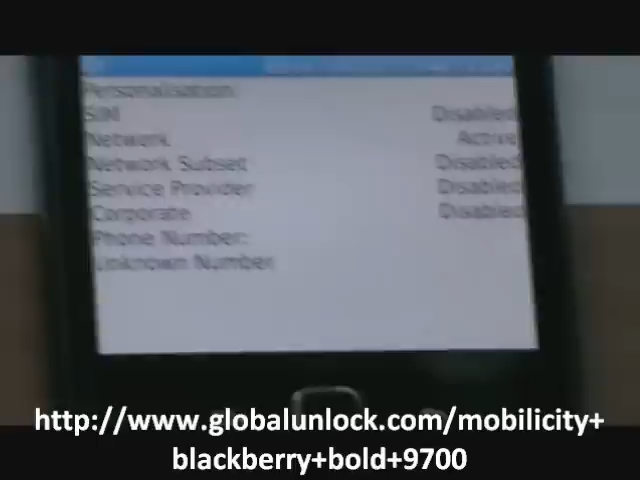 Personalisation
SIM Disabled
Network Active
Network Subset Disabled
Service Provider Disabled
Corporate Disabled
Phone Number:
Unknown Number
http://www.globalunlock.com/mobilicity+
blackberry+bold+9700